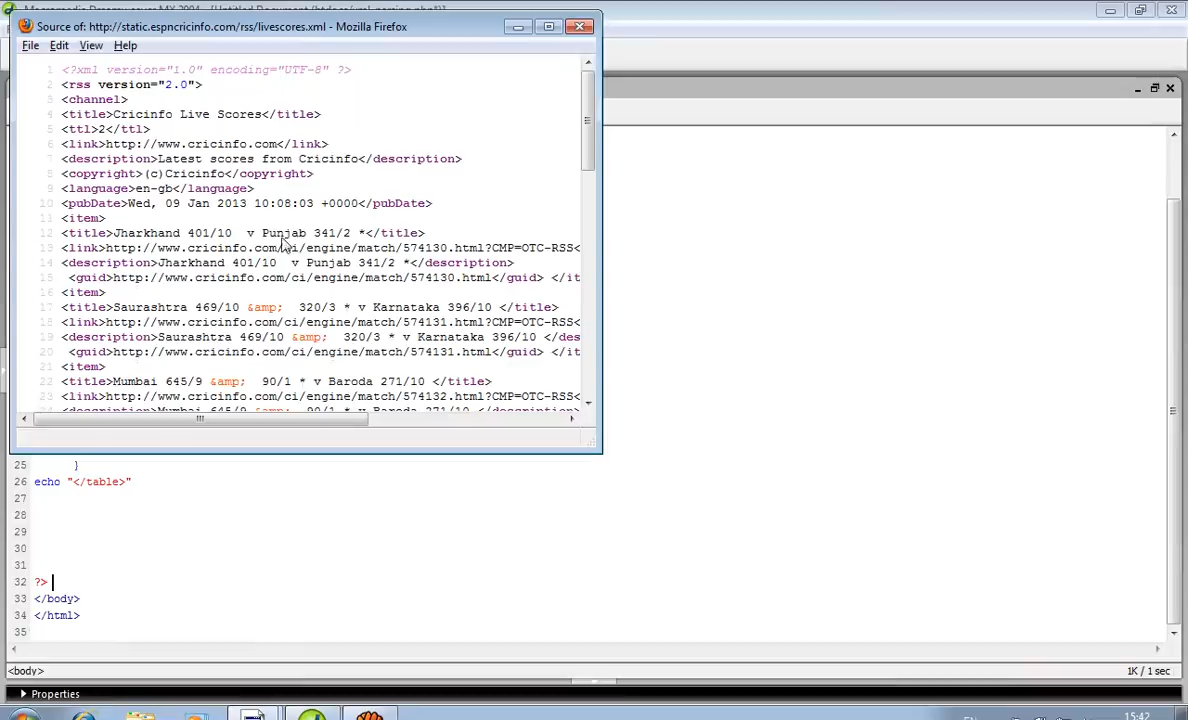 Source of: http://static.espncricinfo.com/rss/livescores.xml - Mozilla Firefox
File Edit View Help
1 <?xml version="1.0" encoding="UTF-8" ?>
2 <rss version="2.0">
3 <channel>
4 <title>Cricinfo Live Scores</title>
5 <ttl>2</ttl>
6 <link>http://www.cricinfo.com</link>
7 <description>Latest scores from Cricinfo</description>
8 <copyright>(c)Cricinfo</copyright>
9 <language>en-gb</language>
10 <pubDate>Wed, 09 Jan 2013 10:08:03 +0000</pubDate>
11 <item>
12 <title>Jharkhand 401/10  v Punjab 341/2 *</title>
13 <link>http://www.cricinfo.com/ci/engine/match/574130.html?CMP=OTC-RSS<
14 <description>Jharkhand 401/10  v Punjab 341/2 *</description>
15 <guid>http://www.cricinfo.com/ci/engine/match/574130.html</guid> </it
16 <item>
17 <title>Saurashtra 469/10 &amp;  320/3 * v Karnataka 396/10 </title>
18 <link>http://www.cricinfo.com/ci/engine/match/574131.html?CMP=OTC-RSS<
19 <description>Saurashtra 469/10 &amp;  320/3 * v Karnataka 396/10 </des
20 <guid>http://www.cricinfo.com/ci/engine/match/574131.html</guid> </it
21 <item>
22 <title>Mumbai 645/9 &amp;  90/1 * v Baroda 271/10 </title>
23 <link>http://www.cricinfo.com/ci/engine/match/574132.html?CMP=OTC-RSS<
24 <description>Mumbai 645/9 &amp;  90/1 * v Baroda 271/10 </description>
25 }
26 echo "</table>"
27
28
29
30
31
32 ?>
33 </body>
34 </html>
35
<body>
1K / 1 sec
Properties
15:42